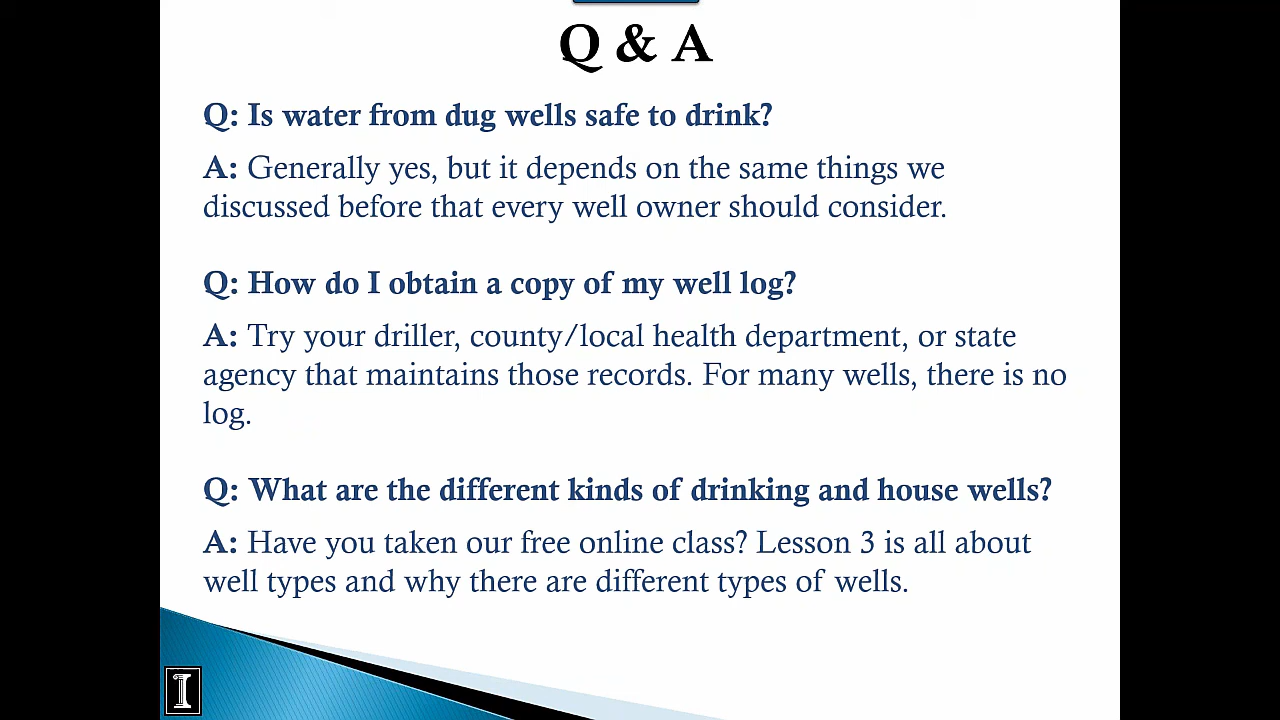 Q & A
Q: Is water from dug wells safe to drink?
A: Generally yes, but it depends on the same things we
discussed before that every well owner should consider.
Q: How do I obtain a copy of my well log?
A: Try your driller, county/local health department, or state
agency that maintains those records. For many wells, there is no
log.
Q: What are the different kinds of drinking and house wells?
A: Have you taken our free online class? Lesson 3 is all about
well types and why there are different types of wells.
I